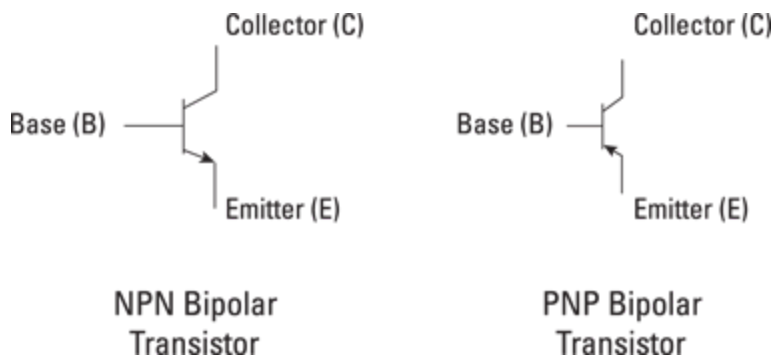 Collector (C)
Base (B)
Emitter (E)
NPN Bipolar
Transistor
Collector (C)
Base (B)
Emitter (E)
PNP Bipolar
Transistor